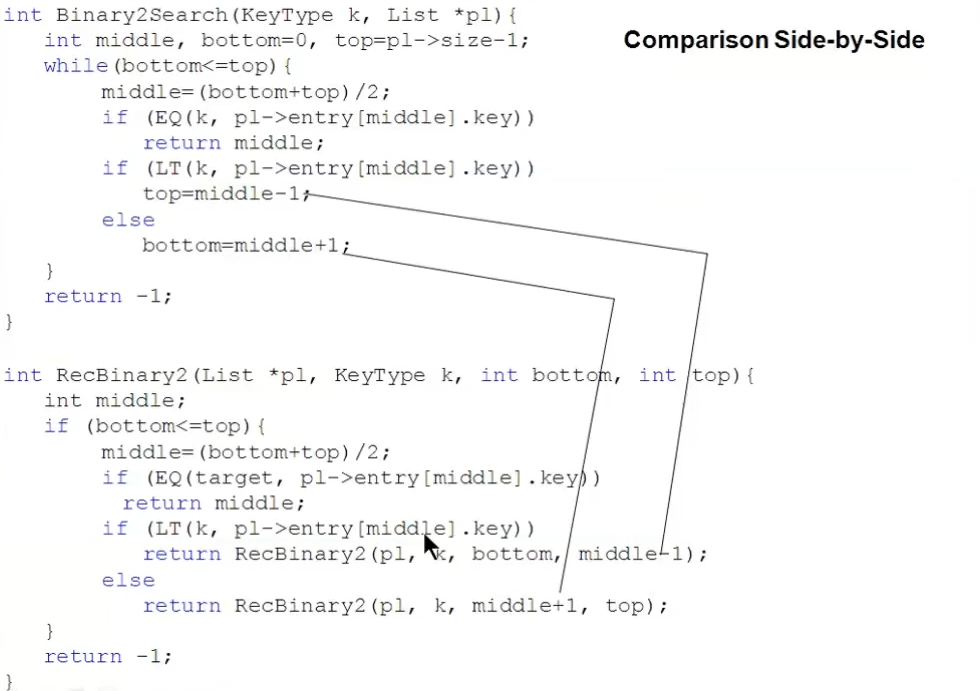 int Binary2Search(KeyType k, List *pl){
Comparison Side-by-Side
int middle, bottom=0, top=pl->size-1;
while(bottom<=top){
middle=(bottom+top)/2;
if (EQ(k, pl->entry[middle].key))
return middle;
if (LT(k, pl->entry[middle].key))
top=middle-1;
else
bottom=middle+1;
}
return -1;
}
int RecBinary2(List *pl, KeyType k, int bottom, int top){
int middle;
if (bottom<=top){
middle=(bottom+top)/2;
if (EQ(target, pl->entry[middle].key))
return middle;
if (LT(k, pl->entry[middle].key))
return RecBinary2(pl, k, bottom, middle-1);
else
return RecBinary2(pl, k, middle+1, top);
}
return -1;
}